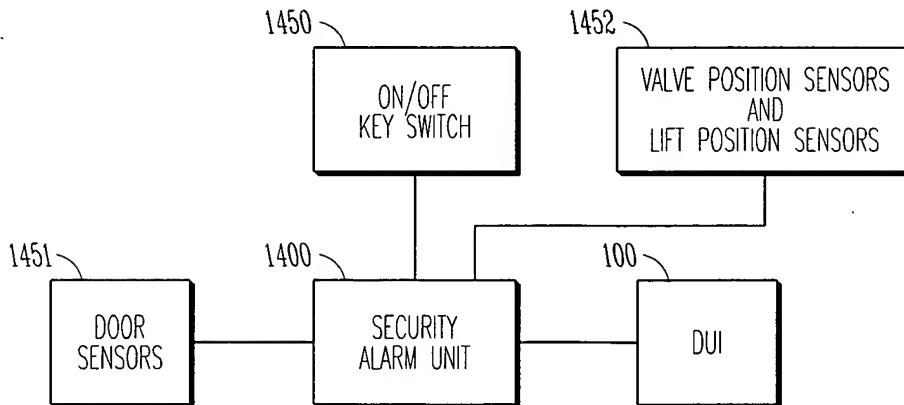 1450
ON/OFF
KEY SWITCH
1452
VALVE POSITION SENSORS
AND
LIFT POSITION SENSORS
1451
DOOR
SENSORS
1400
SECURITY
ALARM UNIT
100
DUI